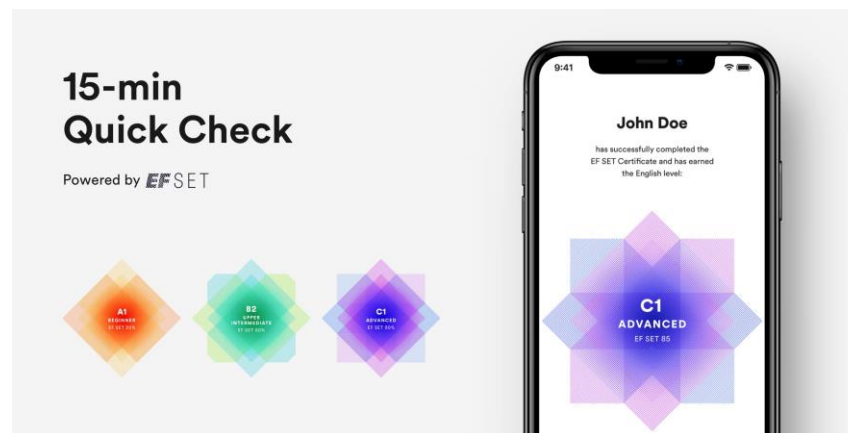 15-min
Quick Check
Powered by EF SET
A1
BEGINNER
B2
UPPER
INTERMEDIATE
C1
ADVANCED
9:41
John Doe
has successfully completed the
EF SET Certificate and has earned
the English level:
C1
ADVANCED
EF SET 85